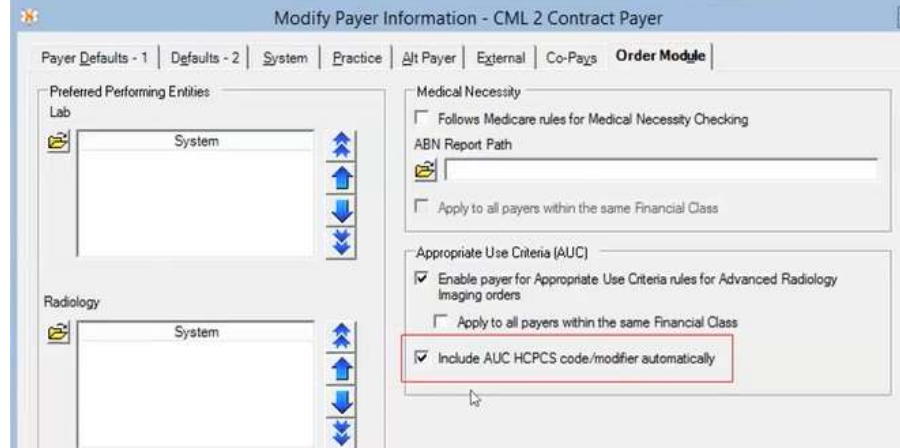 Modify Payer Information - CML 2 Contract Payer
Payer Defaults - 1 Defaults - 2 System Practice Alt Payer External Co-Pays Order Module
Preferred Performing Entities
Lab
System
Radiology
System
Medical Necessity
Follows Medicare rules for Medical Necessity Checking
ABN Report Path
Apply to all payers within the same Financial Class
Appropriate Use Criteria (AUC)
Enable payer for Appropriate Use Criteria rules for Advanced Radiology
Imaging orders
Apply to all payers within the same Financial Class
Include AUC HCPCS code/modifier automatically